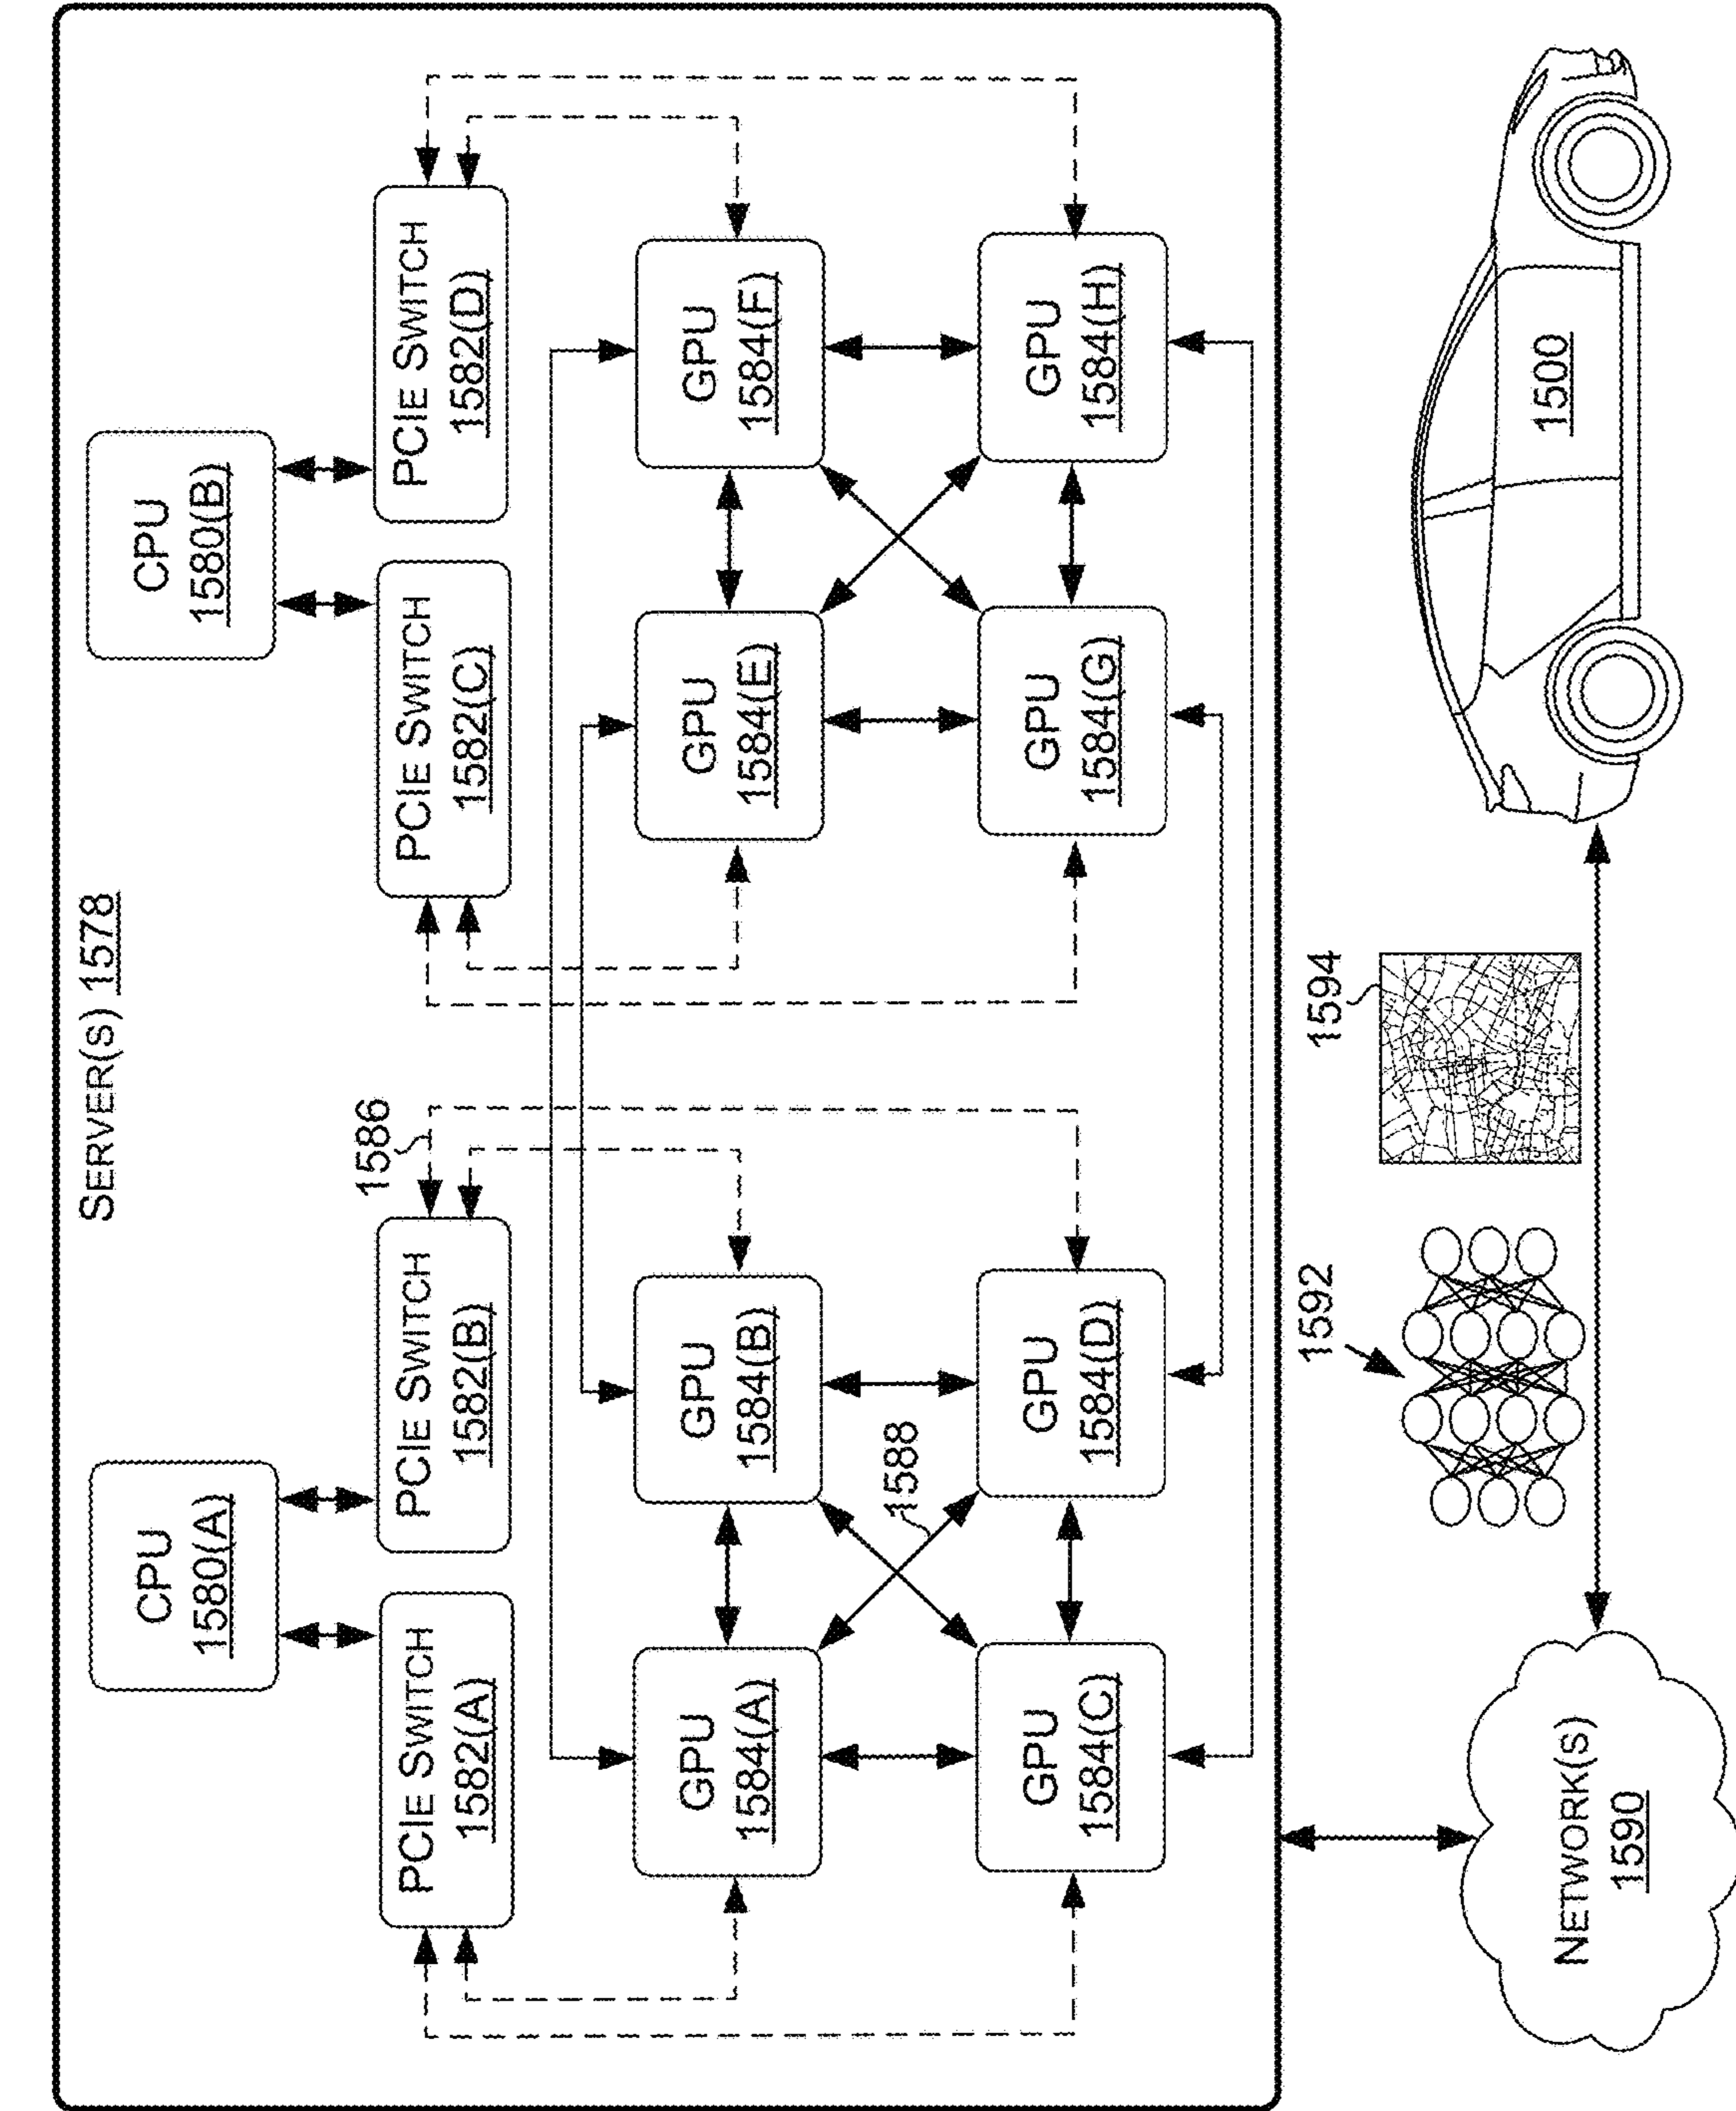 SERVER(S) 1578
CPU
1580(A)
CPU
1580(B)
PCIE SWITCH
1582(A)
PCIE SWITCH
1582(B)
1586
PCIE SWITCH
1582(C)
PCIE SWITCH
1582(D)
GPU
1584(A)
GPU
1584(B)
GPU
1584(E)
GPU
1584(F)
1588
GPU
1584(C)
GPU
1584(D)
GPU
1584(G)
GPU
1584(H)
NETWORK(S)
1590
1592
1594
1500